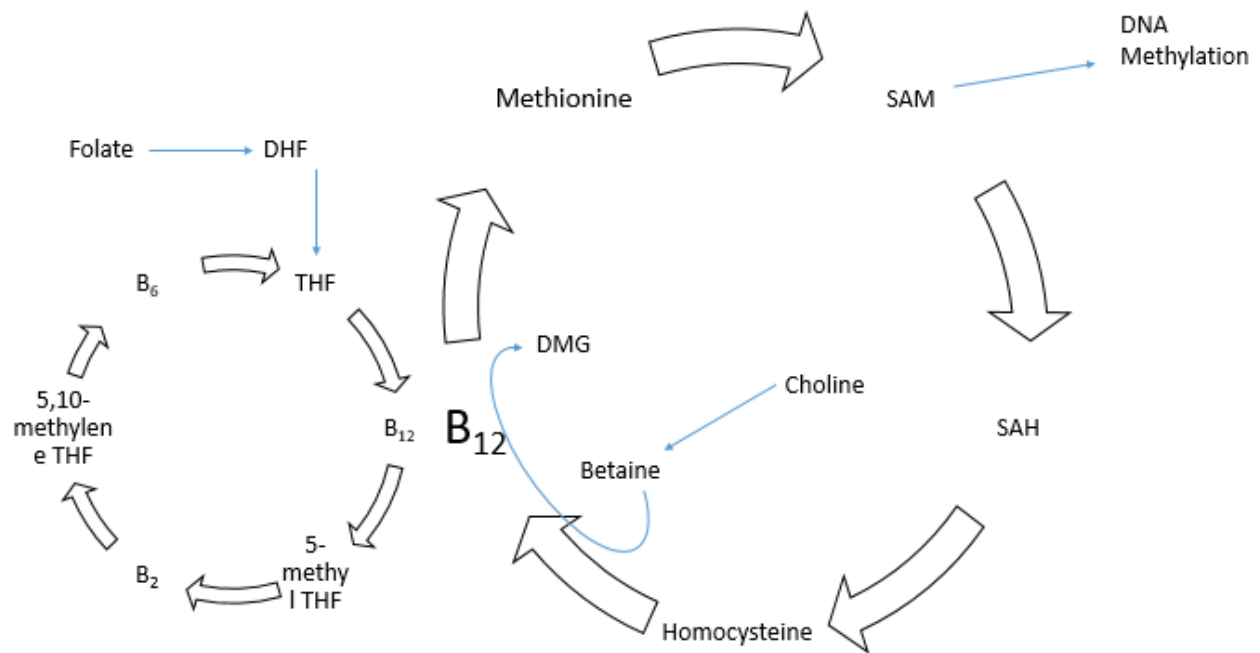 DNA
Methylation
Methionine
SAM
Folate
DHF
B6
THF
DMG
Choline
5,10-
methylen
e THF
B12
B12
SAH
Betaine
5-
methy
l THF
B2
Homocysteine